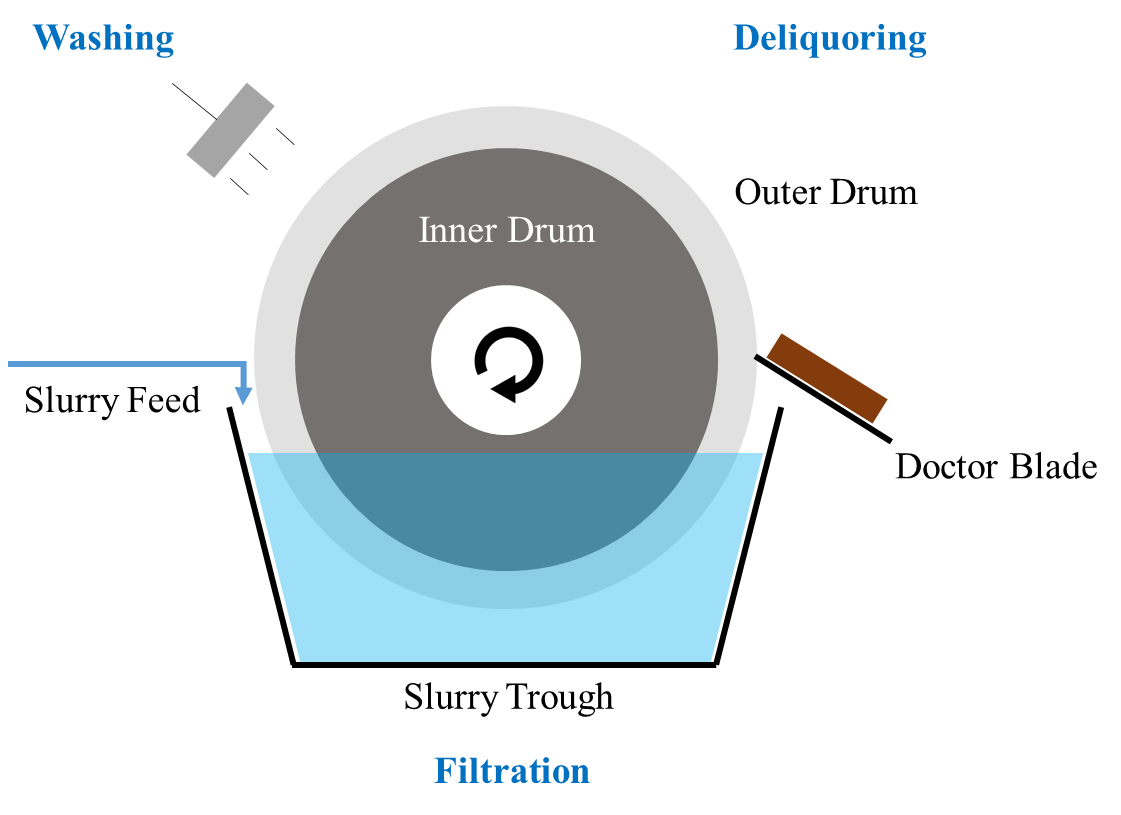 Washing
Deliquoring
Outer Drum
Inner Drum
Slurry Feed
Doctor Blade
Slurry Trough
Filtration